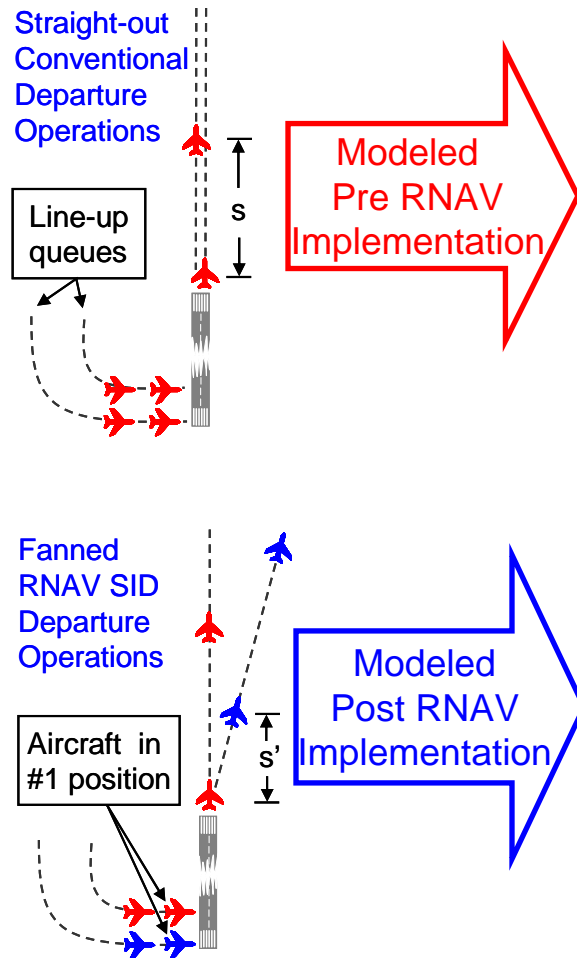 Straight-out
Conventional
Departure
Operations
s
Line-up
queues
Modeled
Pre RNAV
Implementation
Fanned
RNAV SID
Departure
Operations
s'
Aircraft in
#1 position
Modeled
Post RNAV
Implementation